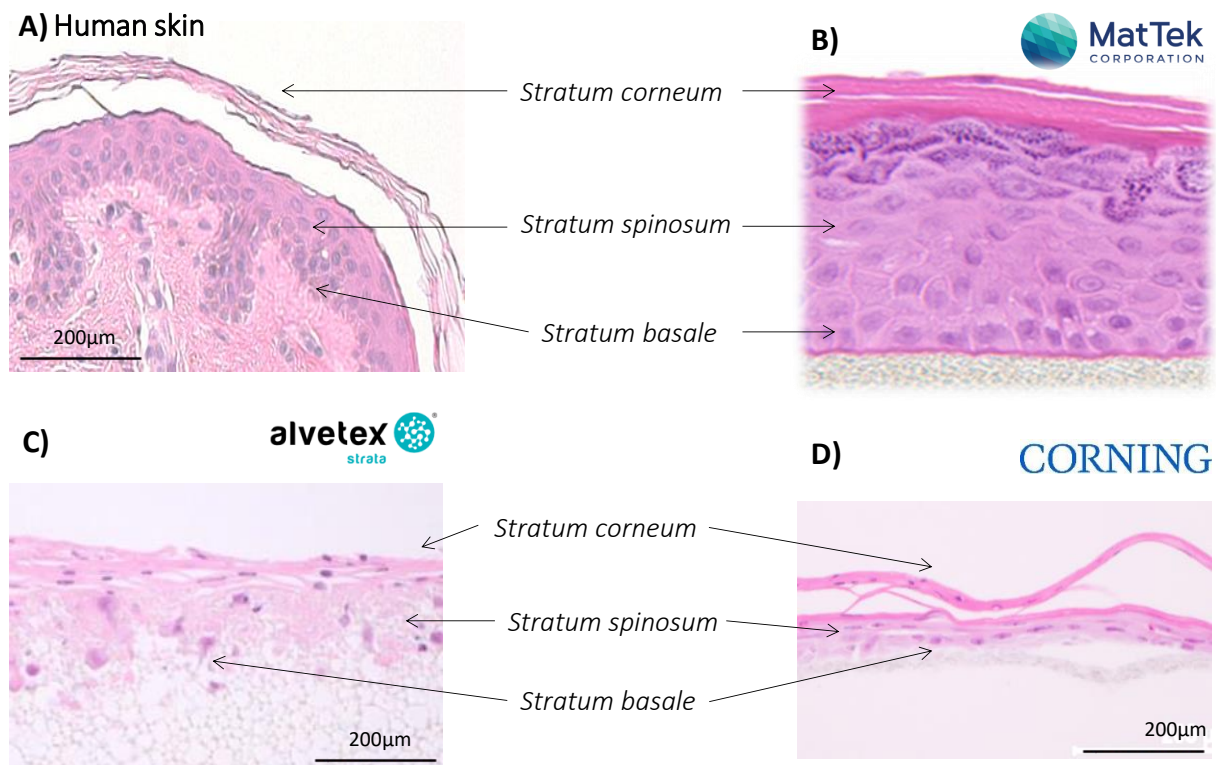 A) Human skin
B)
MatTek
CORPORATION
Stratum corneum
Stratum spinosum
Stratum basale
200µm
C)
alvetex®
strata
D)
CORNING
Stratum corneum
Stratum spinosum
Stratum basale
200µm
200µm